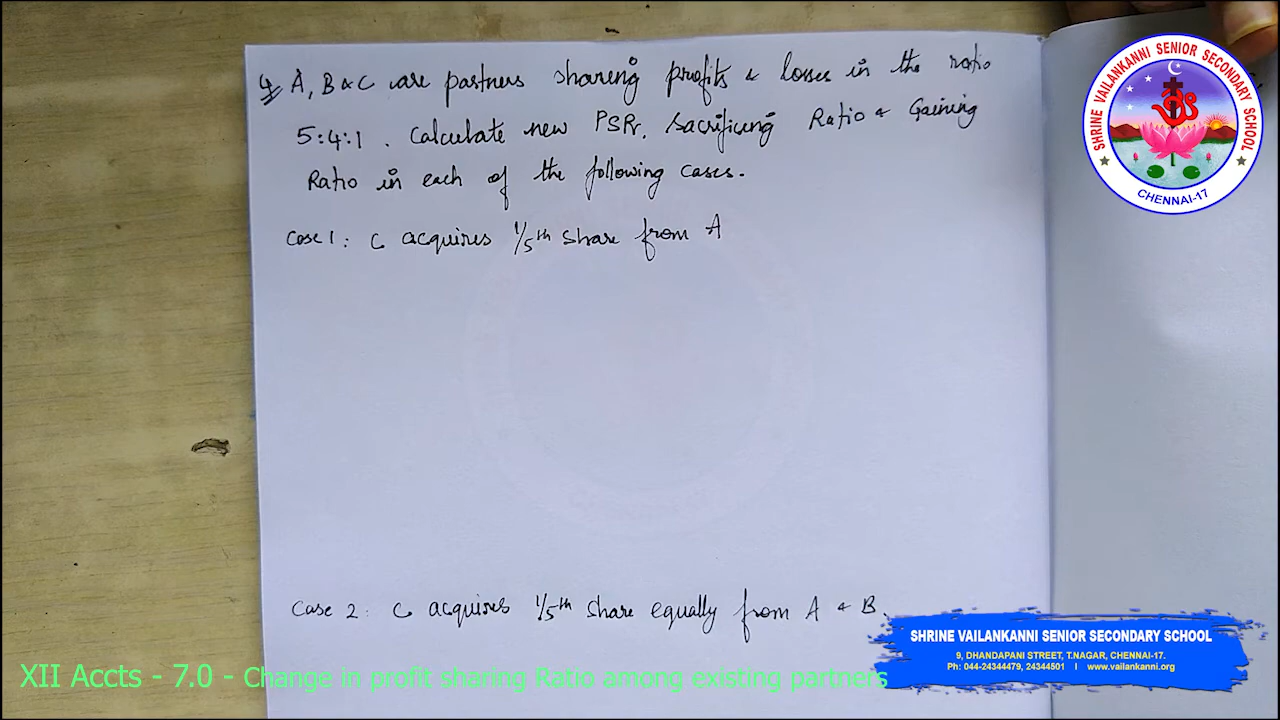 4 A, B & C are partners sharing profits & losses in the ratio
5:4:1. Calculate new PSR, Sacrificing Ratio & Gaining
Ratio in each of the following cases.
Case 1: C acquires 1/5th share from A
Case 2: C acquires 1/5th share equally from A & B.
SHRINE VAILANKANNI SENIOR SECONDARY SCHOOL
CHENNAI-17
SHRINE VAILANKANNI SENIOR SECONDARY SCHOOL
9, DHANDAPANI STREET, T.NAGAR, CHENNAI-17.
Ph: 044-24344479, 24344501 I www.vailankanni.org
XII Accts - 7.0 - Change in profit sharing Ratio among existing partners